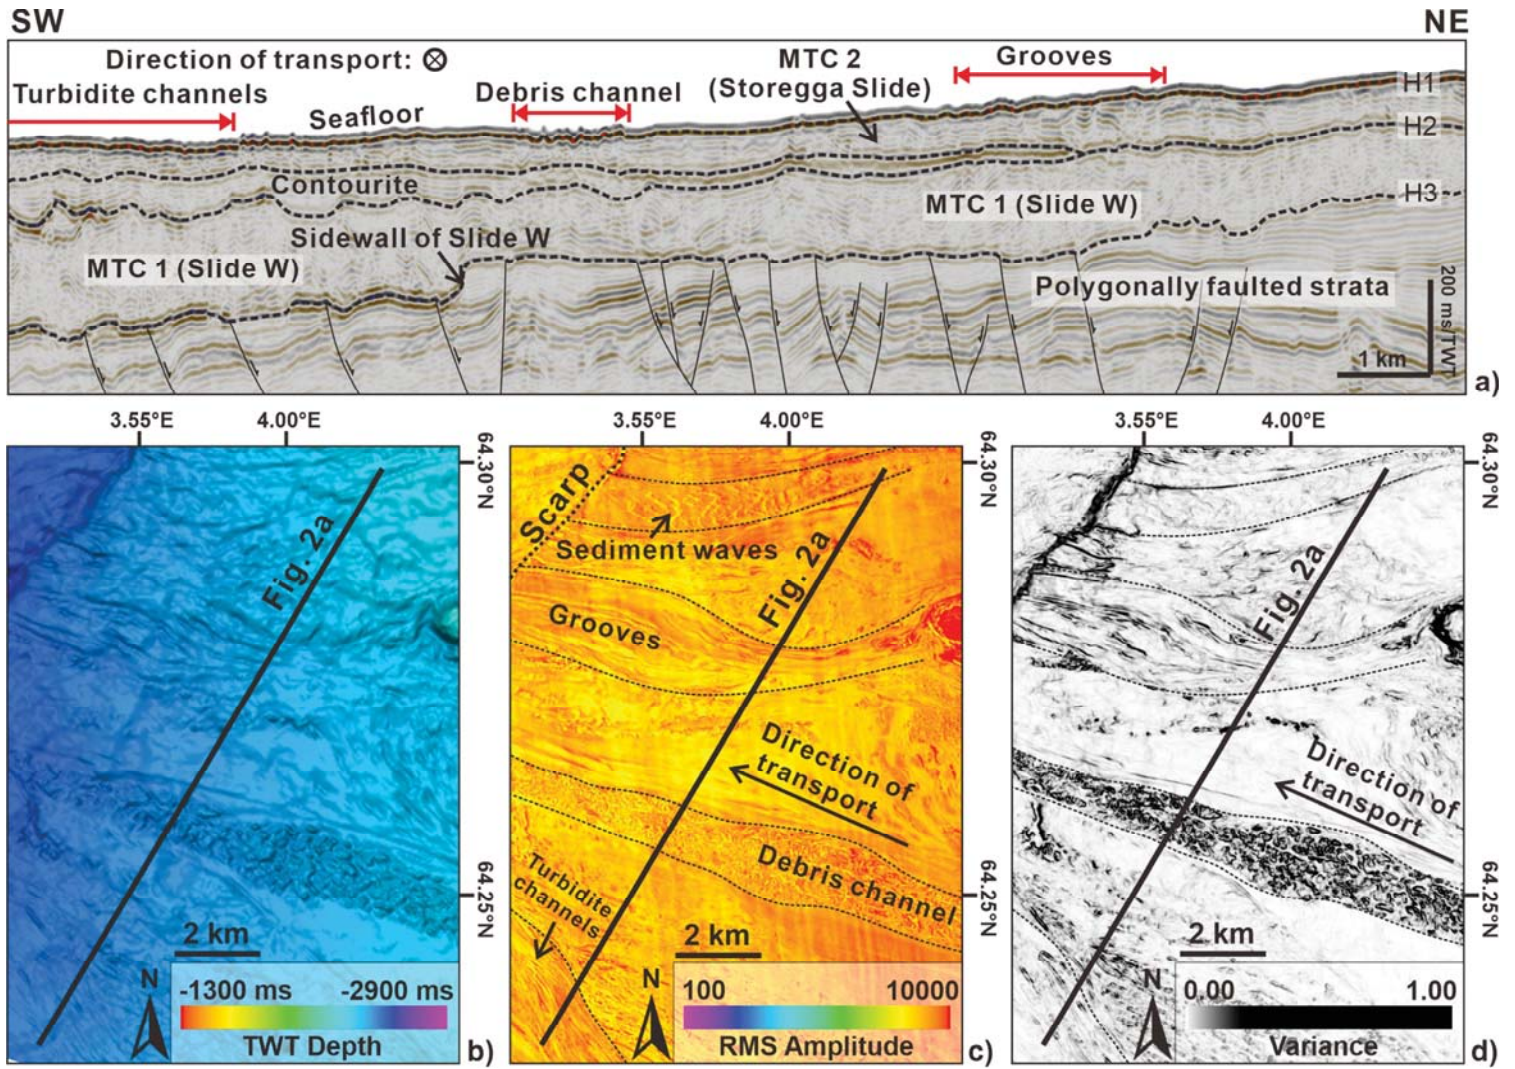 SW
NE
Direction of transport: ⊗
MTC 2
(Storegga Slide)
Grooves
Turbidite channels
Debris channel
Seafloor
H1
H2
H3
Contourite
MTC 1 (Slide W)
Sidewall of Slide W
MTC 1 (Slide W)
Polygonally faulted strata
200 ms/TWT
1 km
a)
3.55°E
4.00°E
64.30°N
64.25°N
Fig. 2a
2 km
N
-1300 ms
-2900 ms
TWT Depth
b)
3.55°E
4.00°E
64.30°N
64.25°N
Scarp
Sediment waves
Fig. 2a
Grooves
Direction of
transport
Debris channel
Turbidite
channels
2 km
N
100
10000
RMS Amplitude
c)
3.55°E
4.00°E
64.30°N
64.25°N
Fig. 2a
Direction of
transport
2 km
N
0.00
1.00
Variance
d)